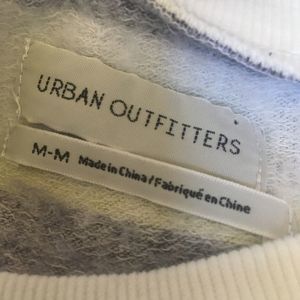 URBAN OUTFITTERS
M-M Made in China / Fabriqué en Chine